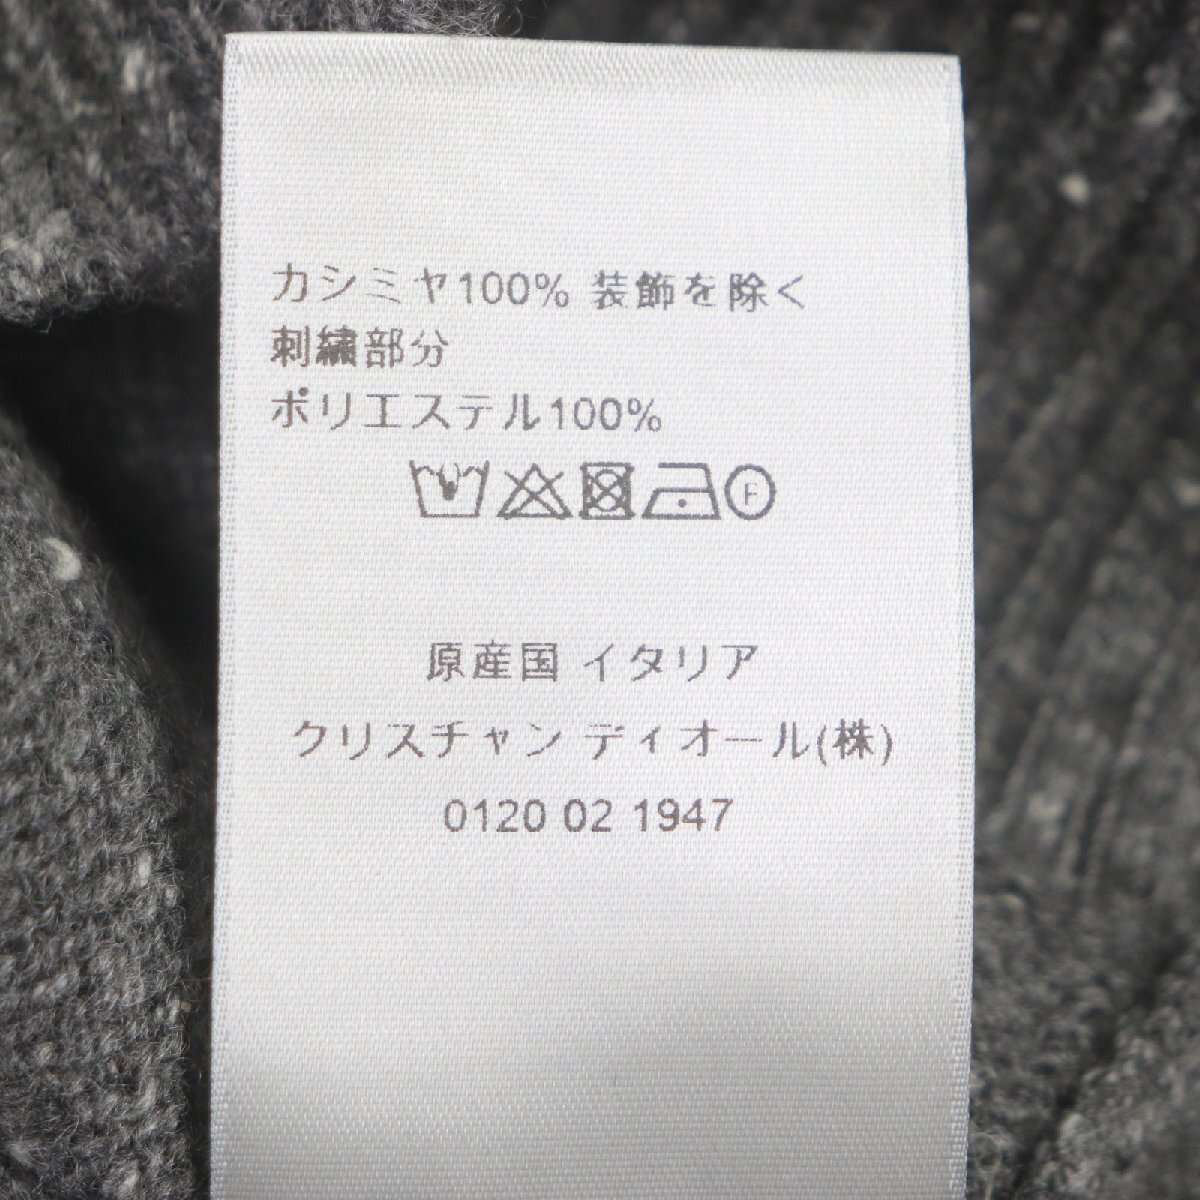 カシミヤ100% 装飾を除く
刺繍部分
ポリエステル100%
F
原産国 イタリア
クリスチャン ディオール(株)
0120 02 1947